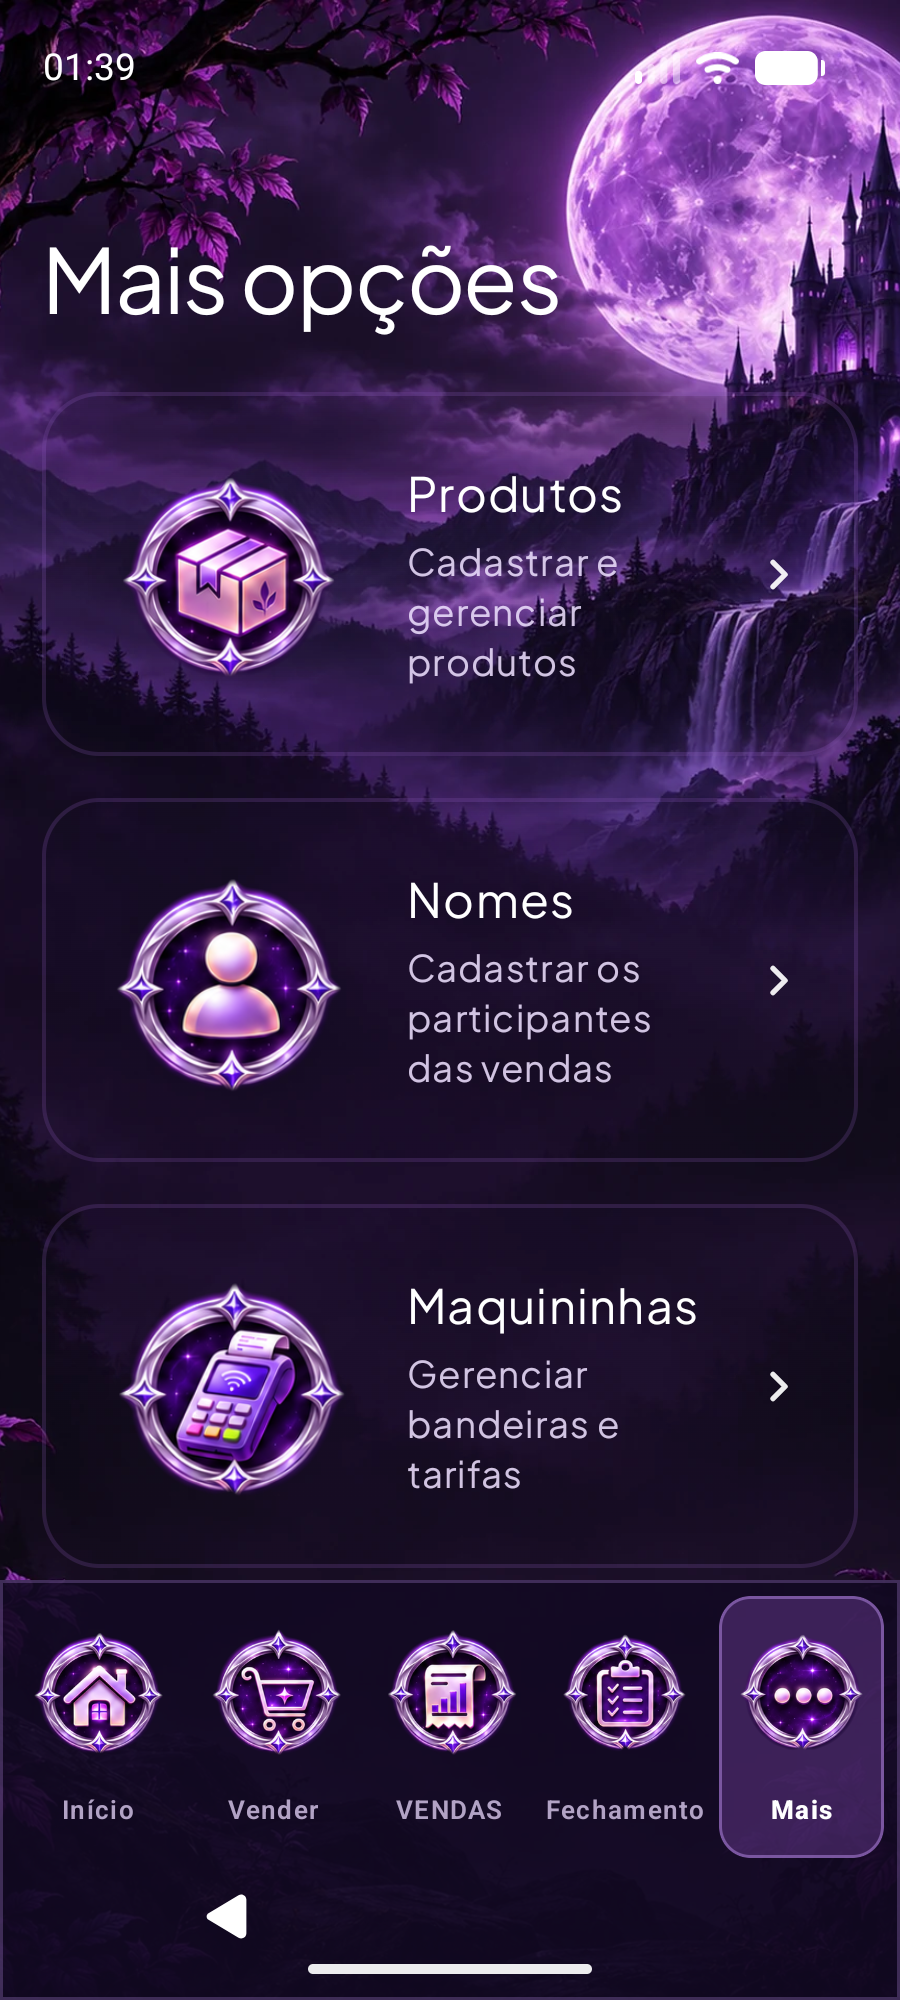 01:39
Mais opções
Produtos
Cadastrar e
gerenciar
produtos
Nomes
Cadastrar os
participantes
das vendas
Maquininhas
Gerenciar
bandeiras e
tarifas
Início
Vender
VENDAS
Fechamento
Mais